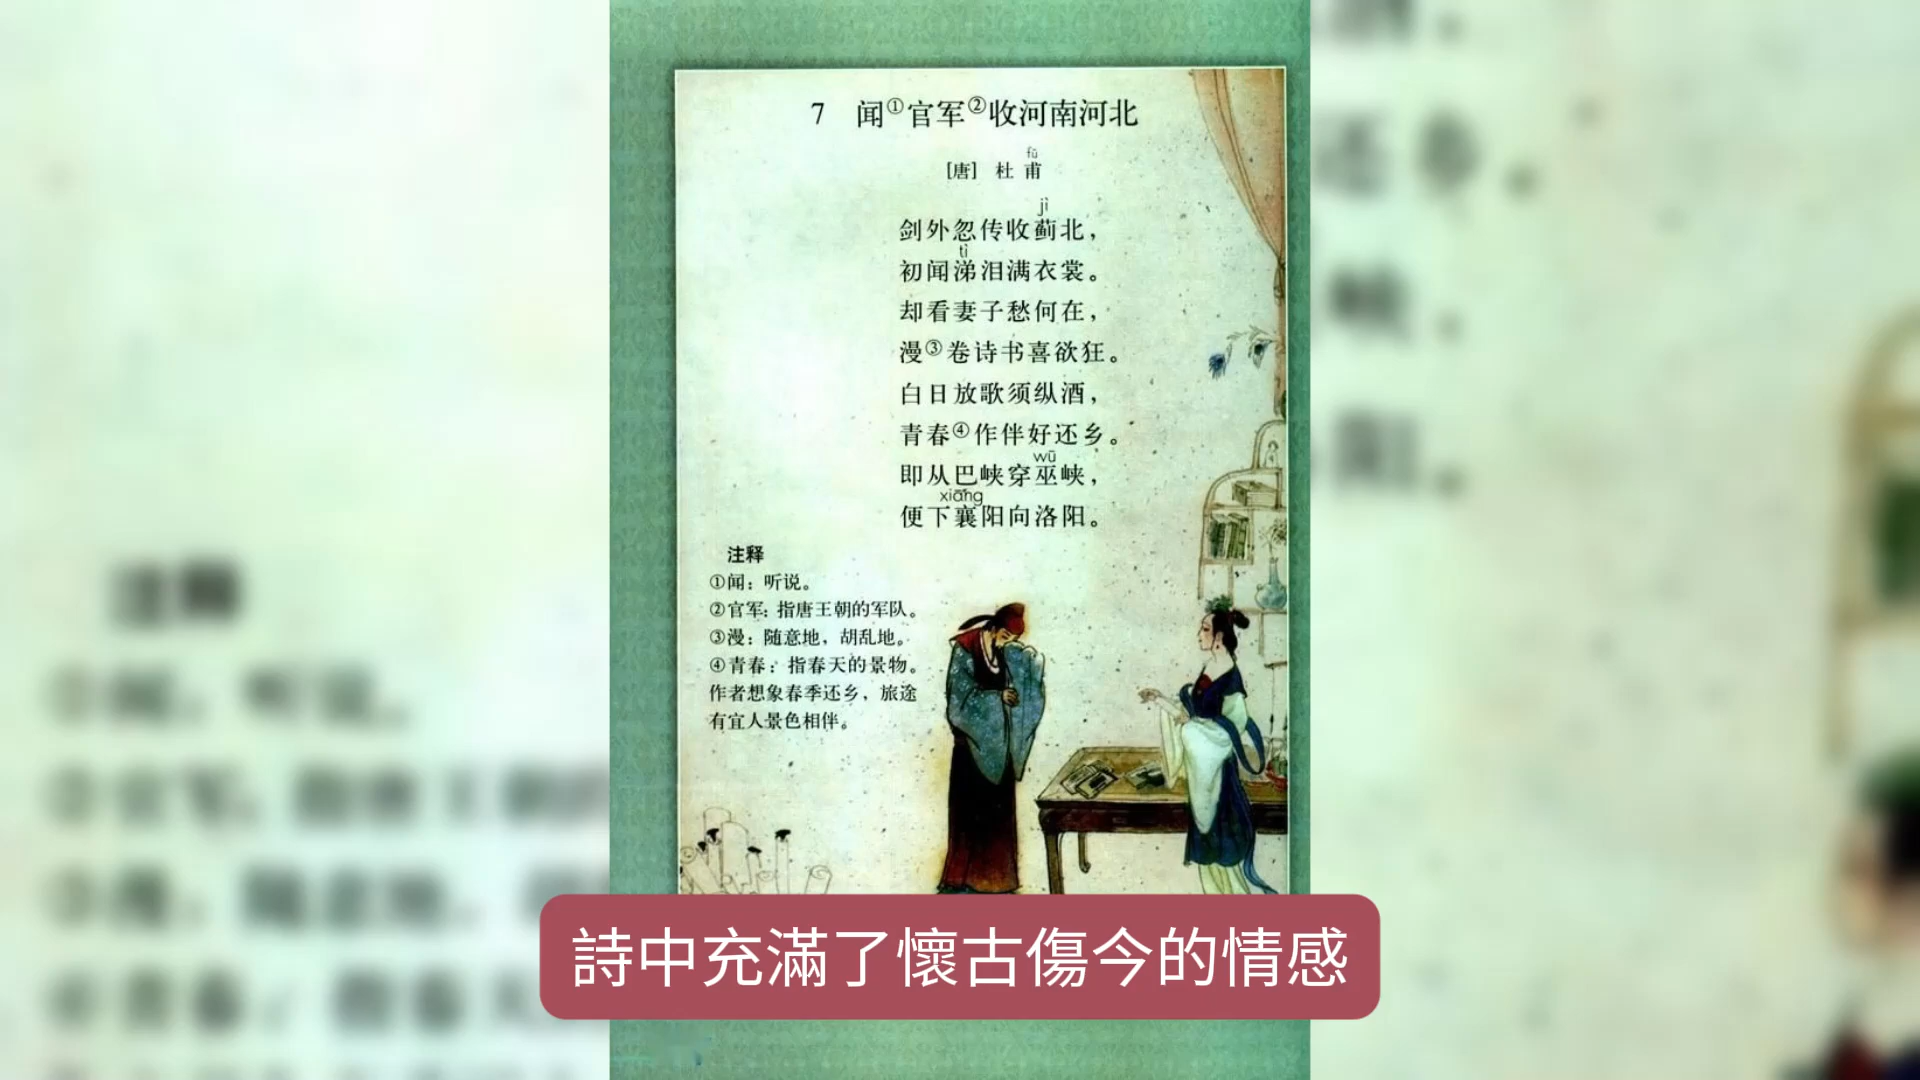 7 闻①官军②收河南河北
fǔ
[唐] 杜甫
jì
剑外忽传收蓟北，
tì
初闻涕泪满衣裳。
却看妻子愁何在，
漫③卷诗书喜欲狂。
白日放歌须纵酒，
青春④作伴好还乡。
wū
即从巴峡穿巫峡，
xiāng
便下襄阳向洛阳。
注释
①闻：听说。
②官军：指唐王朝的军队。
③漫：随意地，胡乱地。
④青春：指春天的景物。
作者想象春季还乡，旅途
有宜人景色相伴。
詩中充滿了懷古傷今的情感